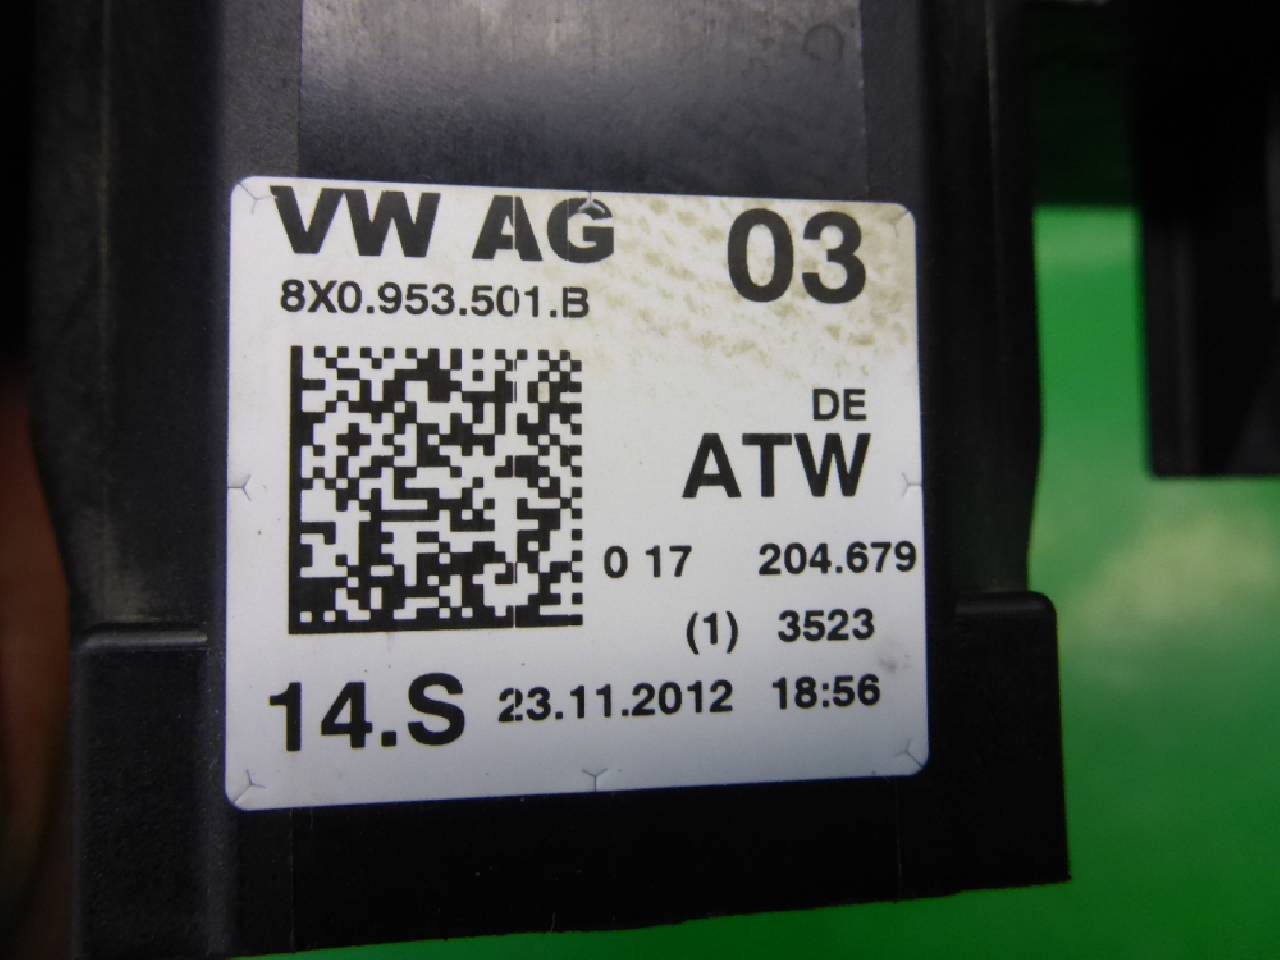 VW AG 03
8X0.953.501.B
DE
ATW
0 17 204.679
(1) 3523
14.S 23.11.2012 18:56